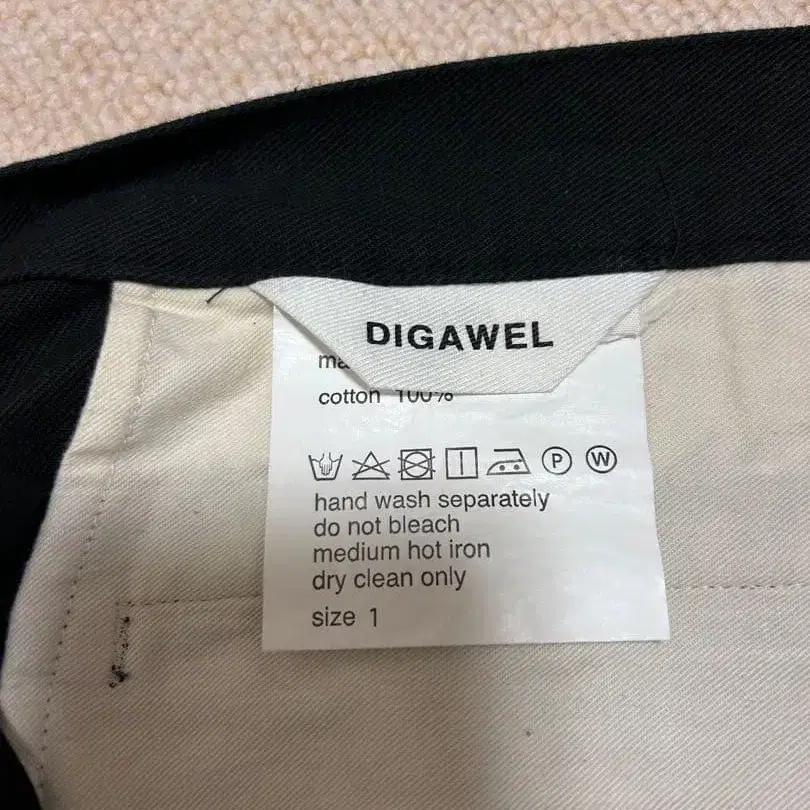 DIGAWEL
cotton 100%
P W
hand wash separately
do not bleach
medium hot iron
dry clean only
size 1